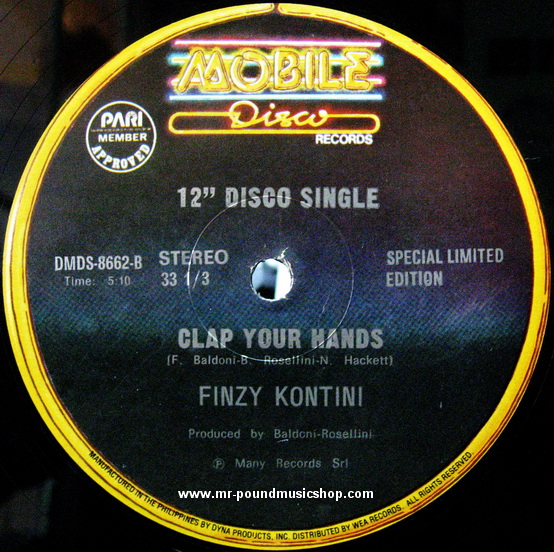 MOBILE
Disco
RECORDS
PARI
MEMBER
APPROVED
12” DISCO SINGLE
DMDS-8662-B
Time: 5:10
STEREO
33 1/3
SPECIAL LIMITED
EDITION
CLAP YOUR HANDS
(F. Baldoni-B. Rosellini-N. Hackett)
FINZY KONTINI
Produced by Baldoni-Rosellini
℗ Many Records Srl
www.mr-poundmusicshop.com
MANUFACTURED IN THE PHILIPPINES BY DYNA PRODUCTS, INC. DISTRIBUTED BY WEA RECORDS. ALL RIGHTS RESERVED.